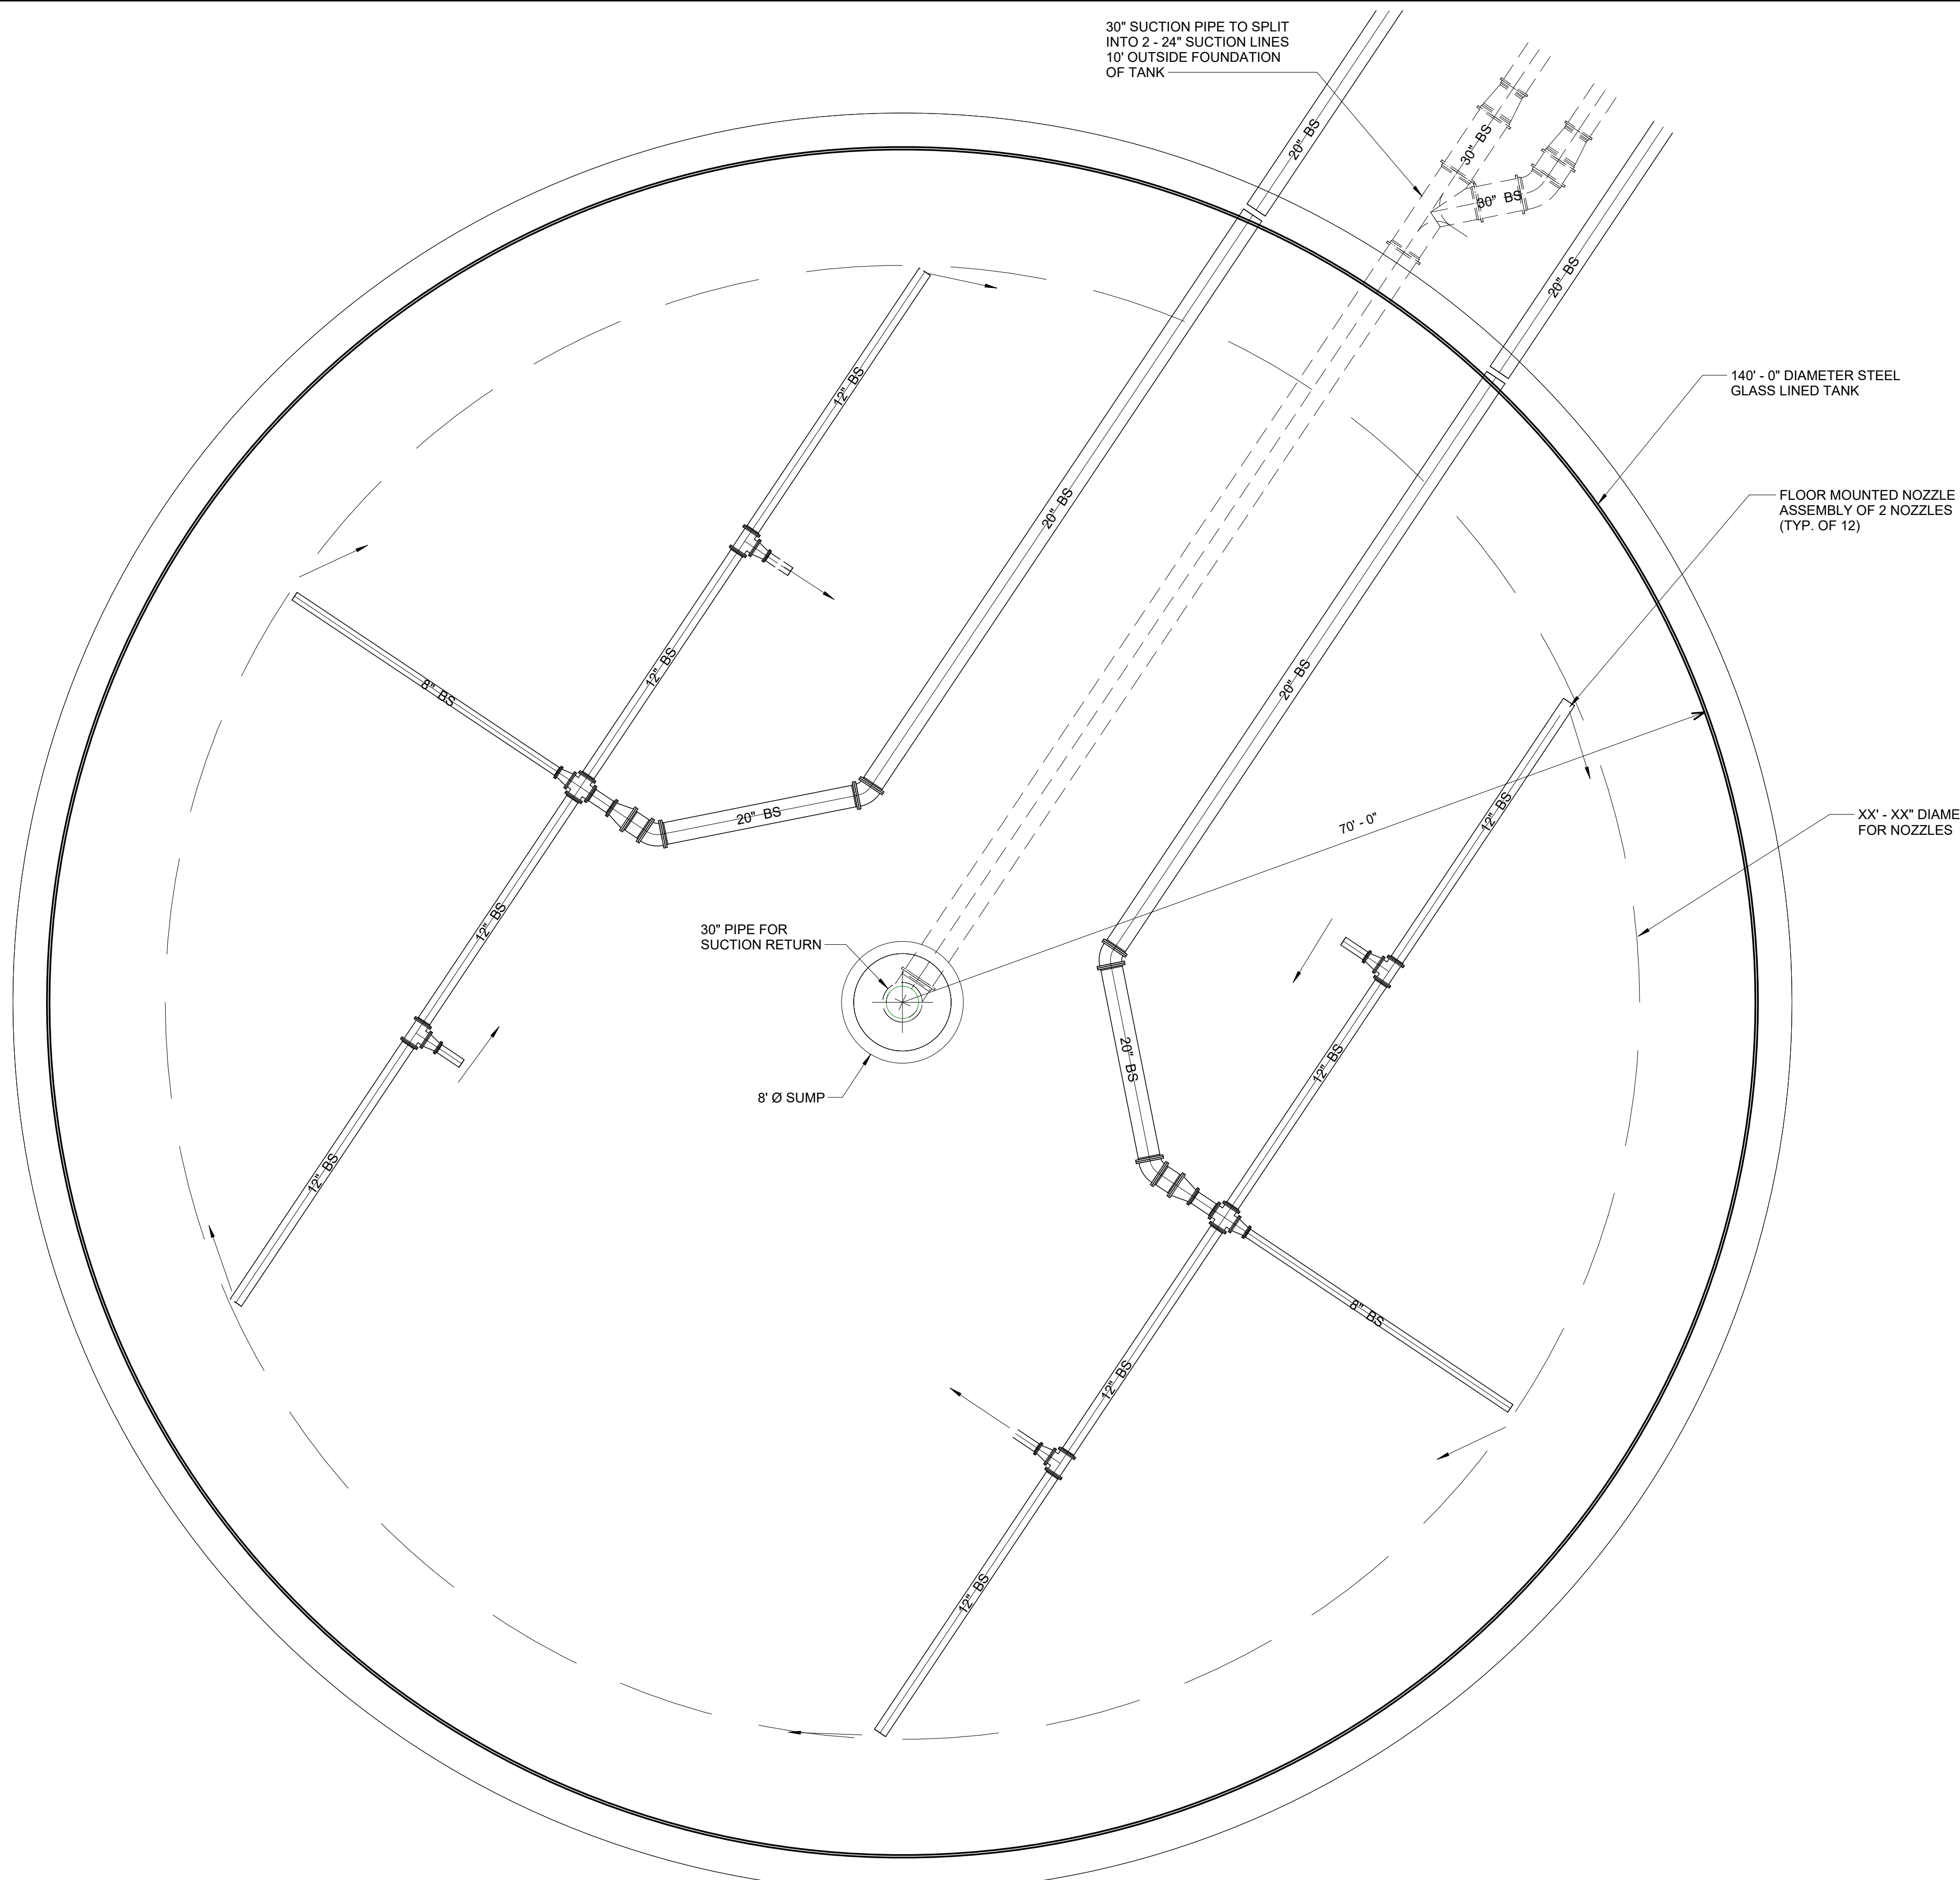 30" SUCTION PIPE TO SPLIT
INTO 2 - 24" SUCTION LINES
10' OUTSIDE FOUNDATION
OF TANK
20" BS
30" BS
30" BS
20" BS
12" BS
140' - 0" DIAMETER STEEL
GLASS LINED TANK
FLOOR MOUNTED NOZZLE
ASSEMBLY OF 2 NOZZLES
(TYP. OF 12)
20" BS
12" BS
8" BS
20" BS
20" BS
12" BS
70' - 0"
XX' - XX" DIAME
FOR NOZZLES
12" BS
30" PIPE FOR
SUCTION RETURN
20" BS
12" BS
8' Ø SUMP
12" BS
8" BS
12" BS
12" BS